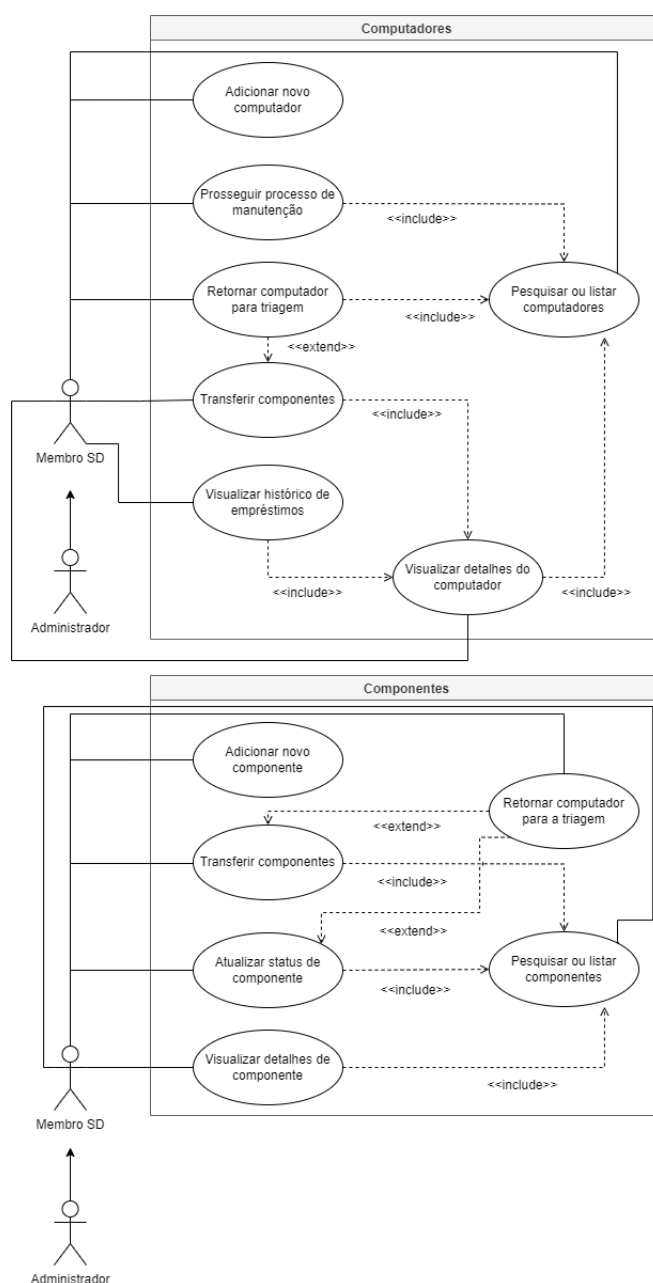 Computadores
Adicionar novo
computador
Prosseguir processo de
manutenção
<<include>>
Retornar computador
para triagem
<<include>>
Pesquisar ou listar
computadores
<<extend>>
Transferir componentes
<<include>>
Membro SD
Visualizar histórico de
empréstimos
Visualizar detalhes do
computador
<<include>>
<<include>>
Administrador
Componentes
Adicionar novo
componente
Retornar computador
para a triagem
<<extend>>
Transferir componentes
<<include>>
<<extend>>
Atualizar status de
componente
<<include>>
Pesquisar ou listar
componentes
Visualizar detalhes de
componente
<<include>>
Membro SD
Administrador